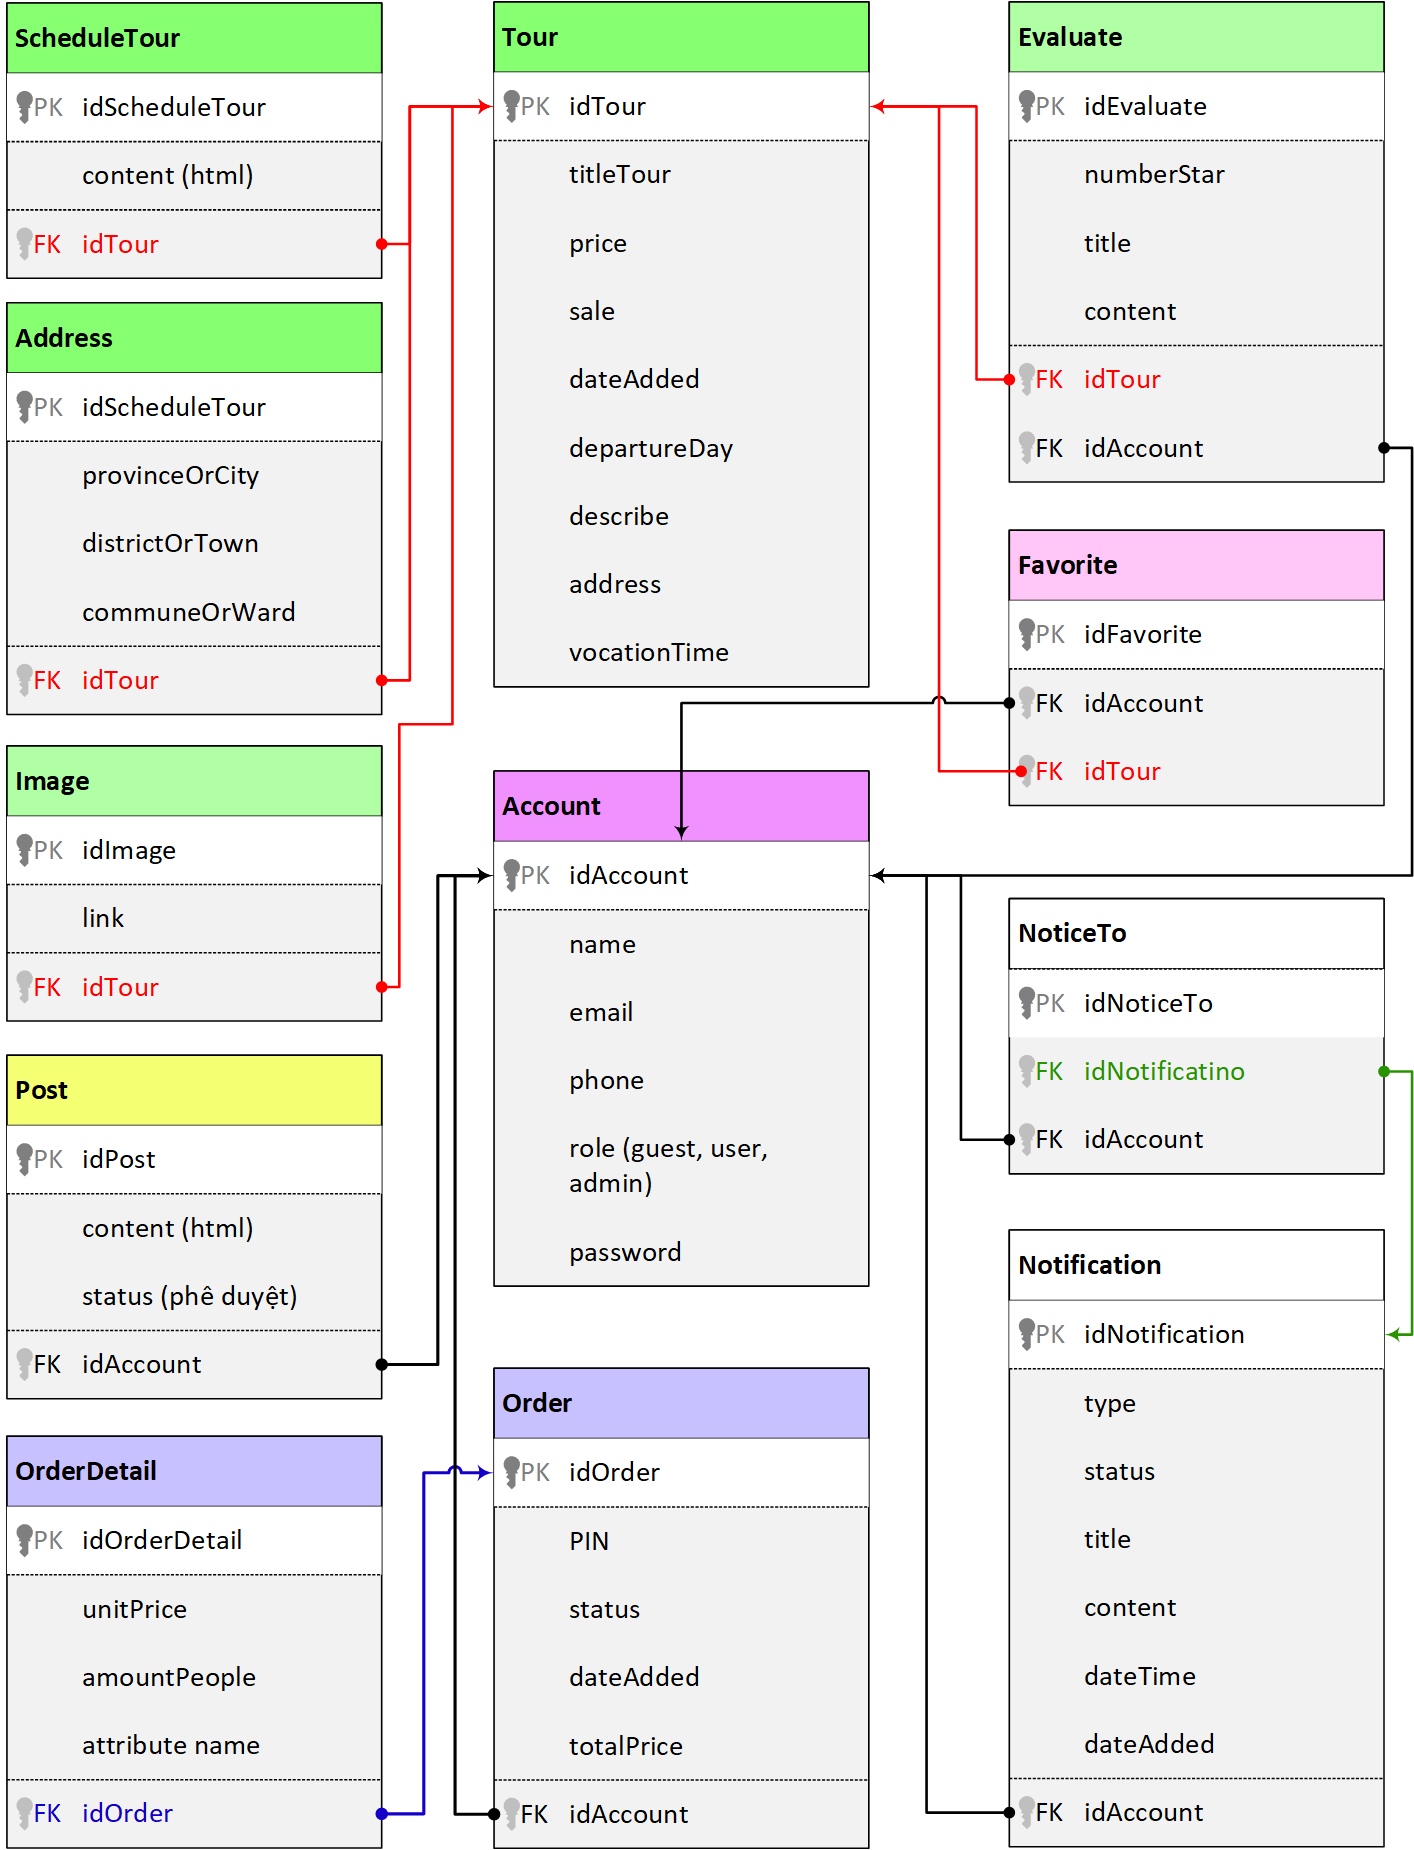 ScheduleTour
PK idScheduleTour
content (html)
FK idTour
Address
PK idScheduleTour
provinceOrCity
districtOrTown
communeOrWard
FK idTour
Image
PK idImage
link
FK idTour
Post
PK idPost
content (html)
status (phê duyệt)
FK idAccount
OrderDetail
PK idOrderDetail
unitPrice
amountPeople
attribute name
FK idOrder
Tour
PK idTour
titleTour
price
sale
dateAdded
departureDay
describe
address
vocationTime
Account
PK idAccount
name
email
phone
role (guest, user,
admin)
password
Order
PK idOrder
PIN
status
dateAdded
totalPrice
FK idAccount
Evaluate
PK idEvaluate
numberStar
title
content
FK idTour
FK idAccount
Favorite
PK idFavorite
FK idAccount
FK idTour
NoticeTo
PK idNoticeTo
FK idNotificatino
FK idAccount
Notification
PK idNotification
type
status
title
content
dateTime
dateAdded
FK idAccount